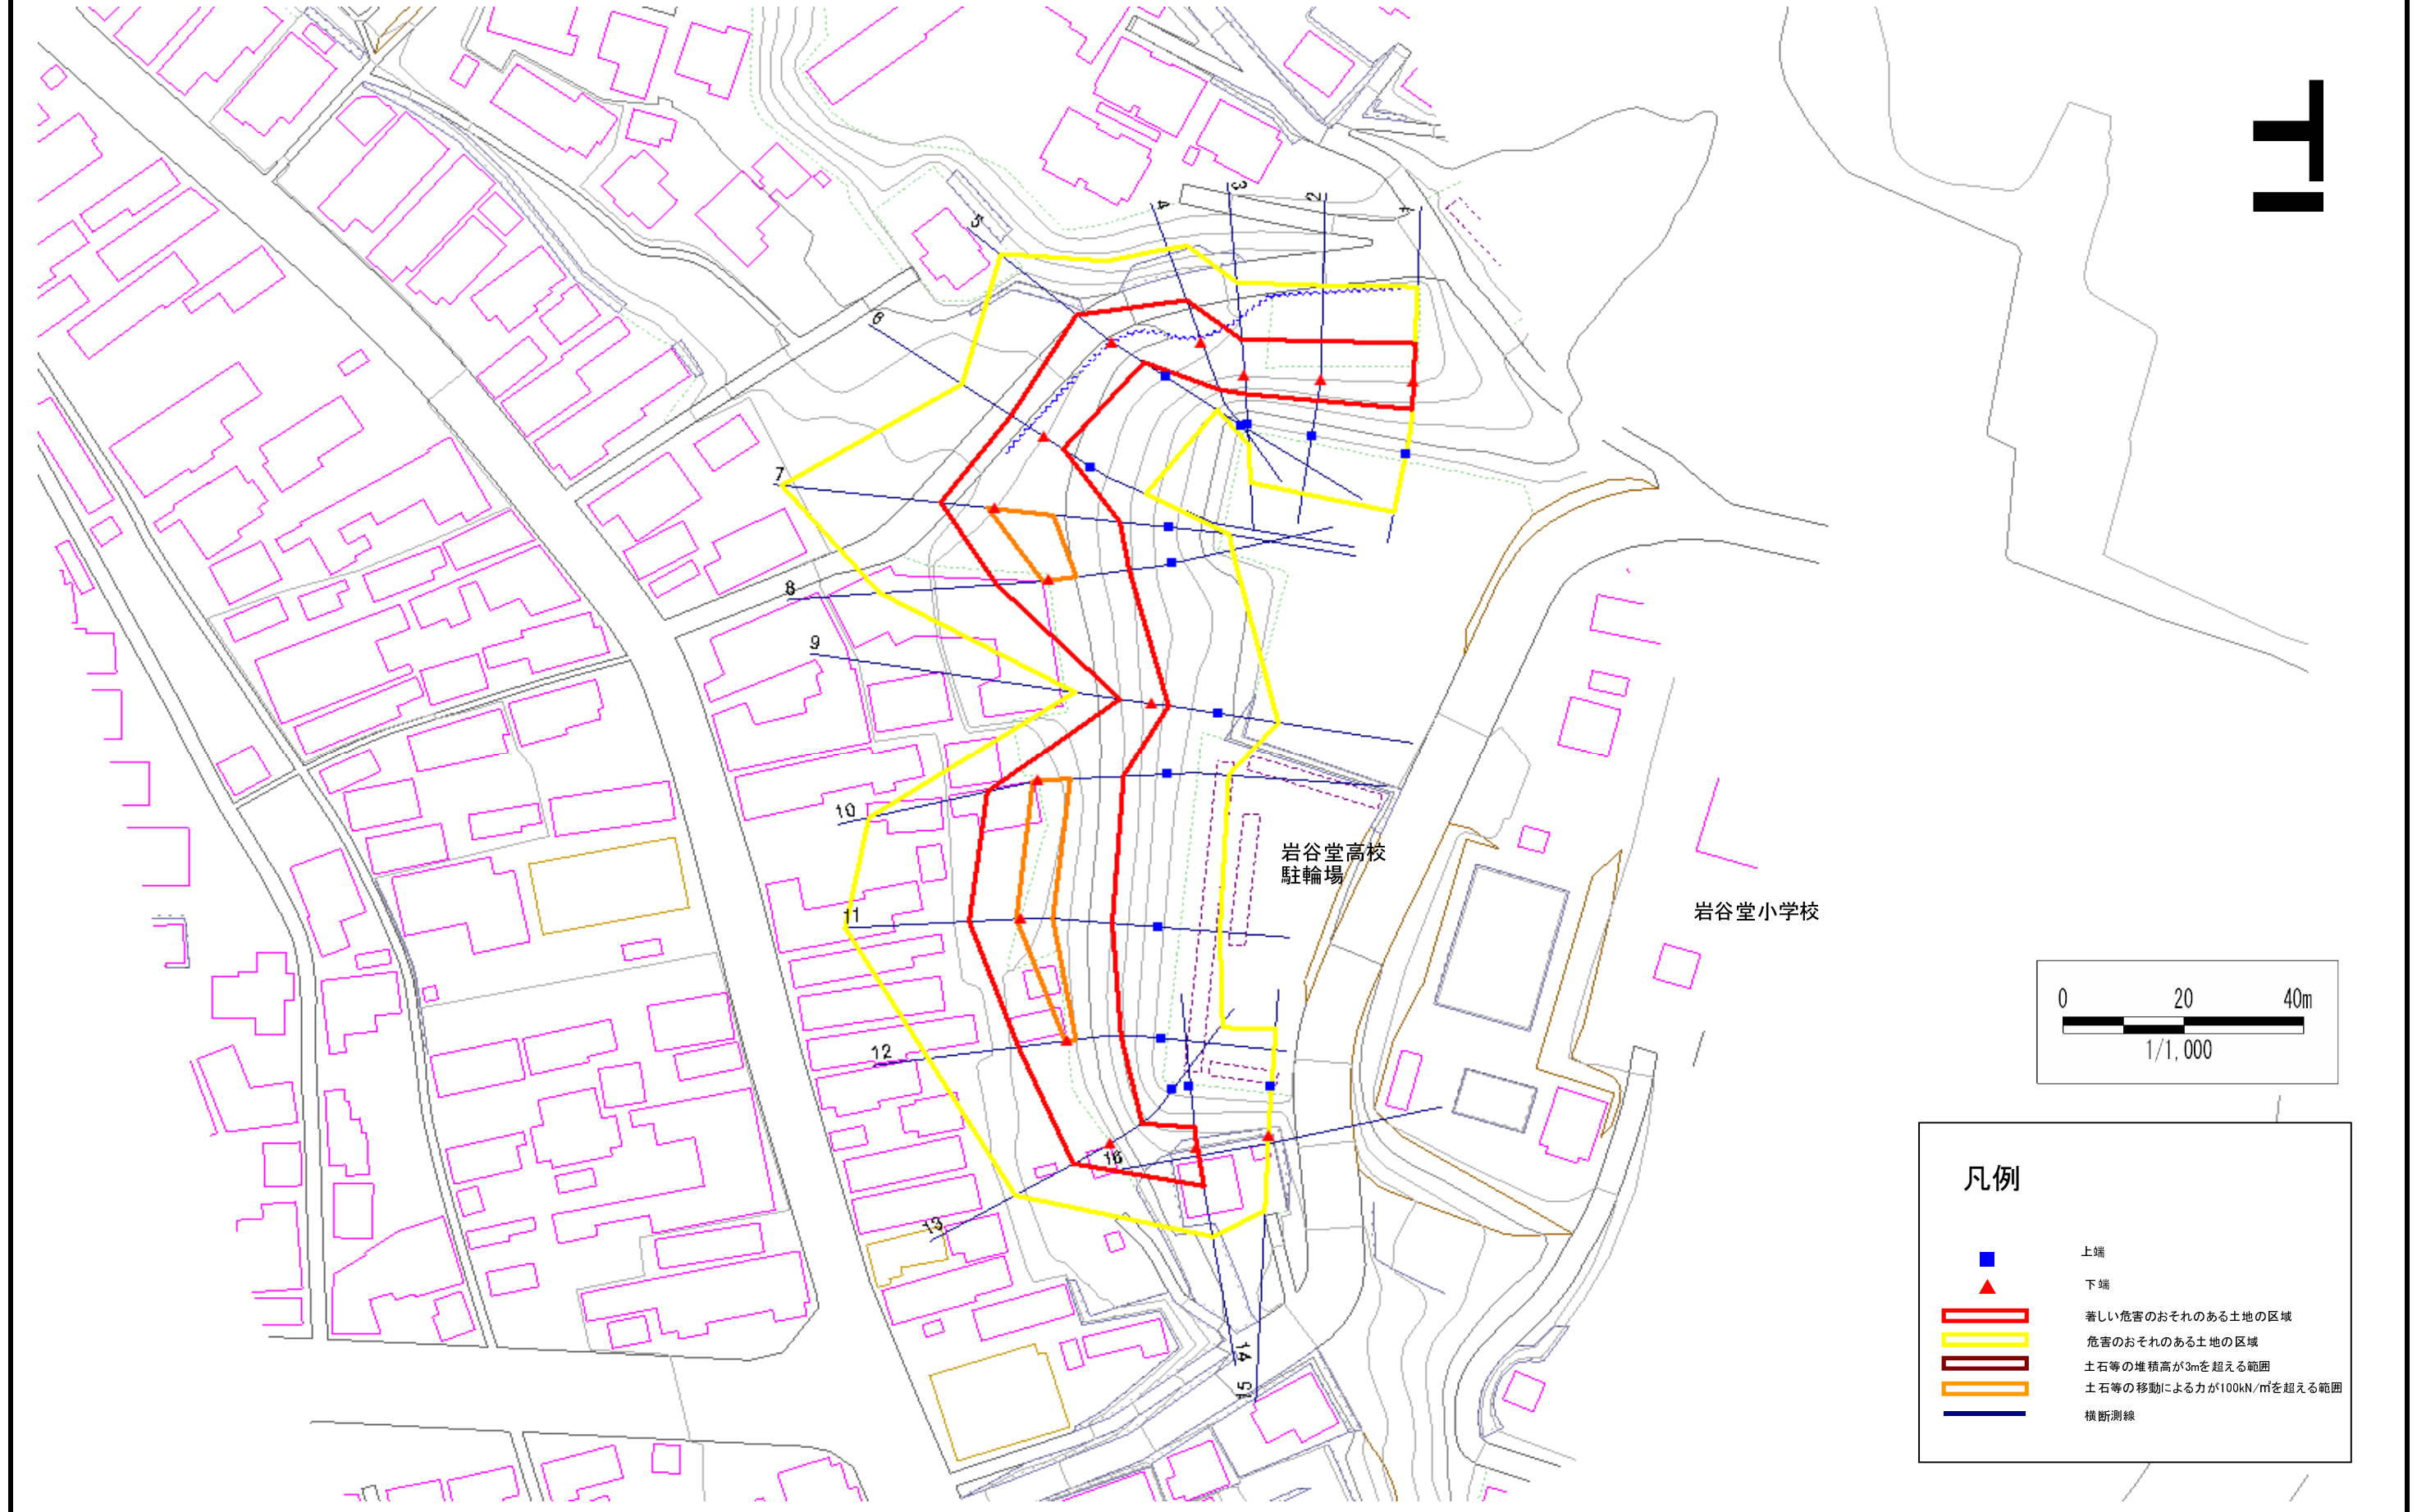 1
2
3
4
5
6
7
8
9
10
11
12
13
14
15
16
岩谷堂高校
駐輪場
岩谷堂小学校
0 20 40m
1/1,000
凡例
上端
下端
著しい危害のおそれのある土地の区域
危害のおそれのある土地の区域
土石等の堆積高が3mを超える範囲
土石等の移動による力が100kN/㎡を超える範囲
横断測線